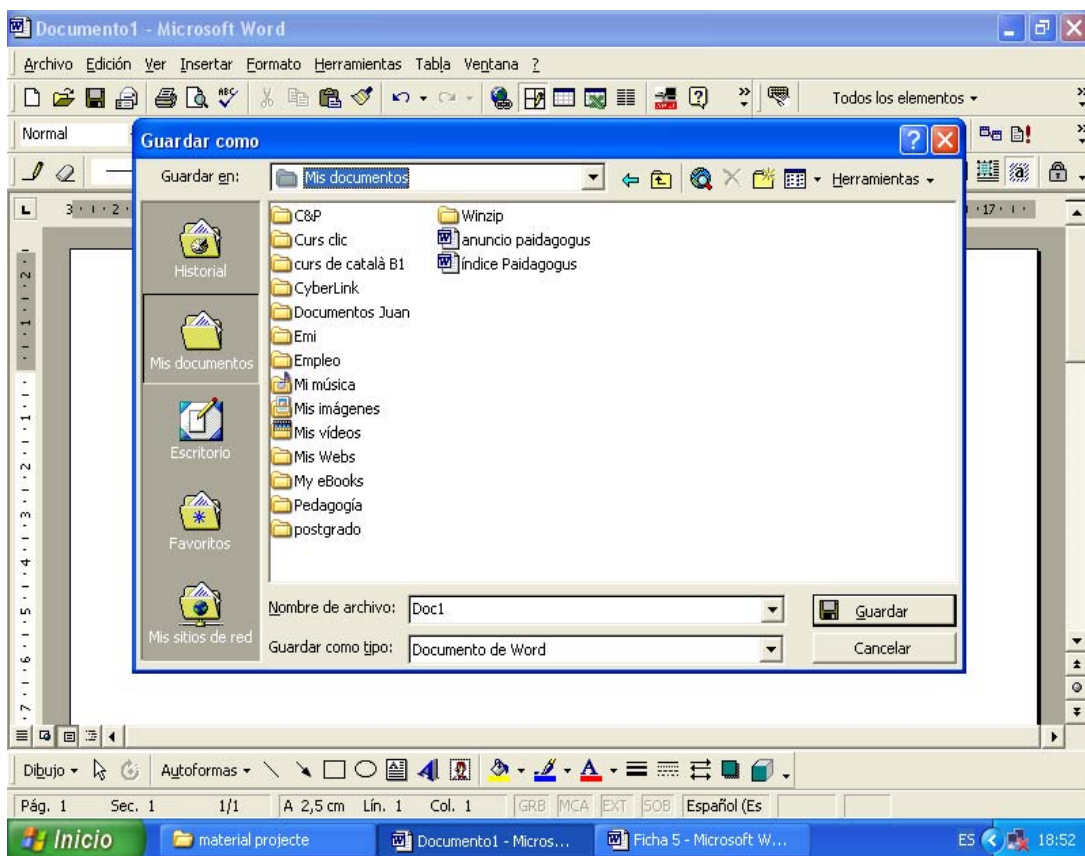 Documento1 - Microsoft Word
Archivo Edición Ver Insertar Formato Herramientas Tabla Ventana ?
Todos los elementos
Normal
Guardar como
Guardar en: Mis documentos Herramientas
3 1 2 17 1
Historial
Mis documentos
Escritorio
Favoritos
Mis sitios de red
C&P
Curs clic
curs de català B1
CyberLink
Documentos Juan
Emi
Empleo
Mi música
Mis imágenes
Mis vídeos
Mis Webs
My eBooks
Pedagogía
postgrado
Winzip
anuncio paidagogus
índice Paidagogus
Nombre de archivo: Doc1 Guardar
Guardar como tipo: Documento de Word Cancelar
Dibujo Autoformas
Pág. 1 Sec. 1 1/1 A 2,5 cm Lín. 1 Col. 1 GRB MCA EXT SOB Español (Es
Inicio material projecte Documento1 - Micros... Ficha 5 - Microsoft W... ES 18:52